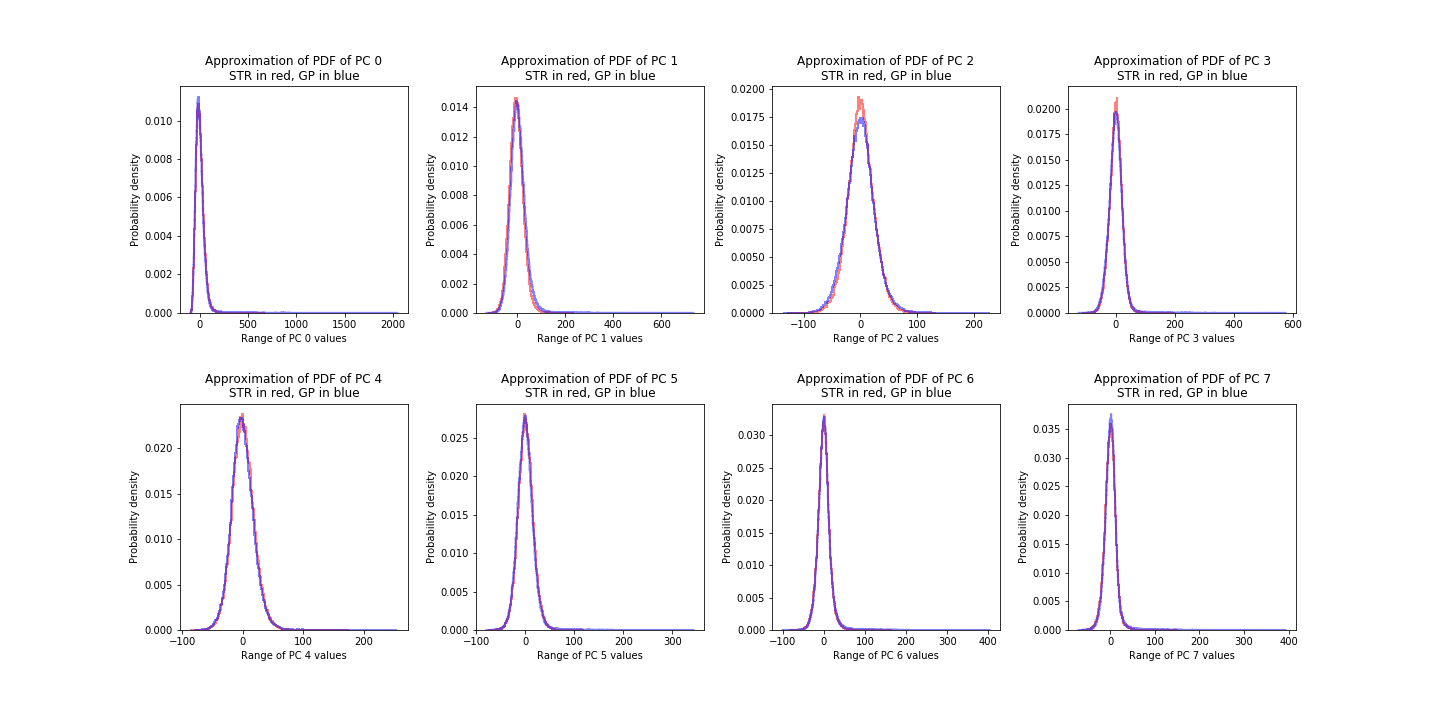 Approximation of PDF of PC 0
STR in red, GP in blue
Probability density
0.010
0.008
0.006
0.004
0.002
0.000
0 500 1000 1500 2000
Range of PC 0 values
Approximation of PDF of PC 1
STR in red, GP in blue
Probability density
0.014
0.012
0.010
0.008
0.006
0.004
0.002
0.000
0 200 400 600
Range of PC 1 values
Approximation of PDF of PC 2
STR in red, GP in blue
Probability density
0.0200
0.0175
0.0150
0.0125
0.0100
0.0075
0.0050
0.0025
0.0000
−100 0 100 200
Range of PC 2 values
Approximation of PDF of PC 3
STR in red, GP in blue
Probability density
0.0200
0.0175
0.0150
0.0125
0.0100
0.0075
0.0050
0.0025
0.0000
0 200 400 600
Range of PC 3 values
Approximation of PDF of PC 4
STR in red, GP in blue
Probability density
0.020
0.015
0.010
0.005
0.000
−100 0 100 200
Range of PC 4 values
Approximation of PDF of PC 5
STR in red, GP in blue
Probability density
0.025
0.020
0.015
0.010
0.005
0.000
−100 0 100 200 300
Range of PC 5 values
Approximation of PDF of PC 6
STR in red, GP in blue
Probability density
0.030
0.025
0.020
0.015
0.010
0.005
0.000
−100 0 100 200 300 400
Range of PC 6 values
Approximation of PDF of PC 7
STR in red, GP in blue
Probability density
0.035
0.030
0.025
0.020
0.015
0.010
0.005
0.000
0 100 200 300 400
Range of PC 7 values